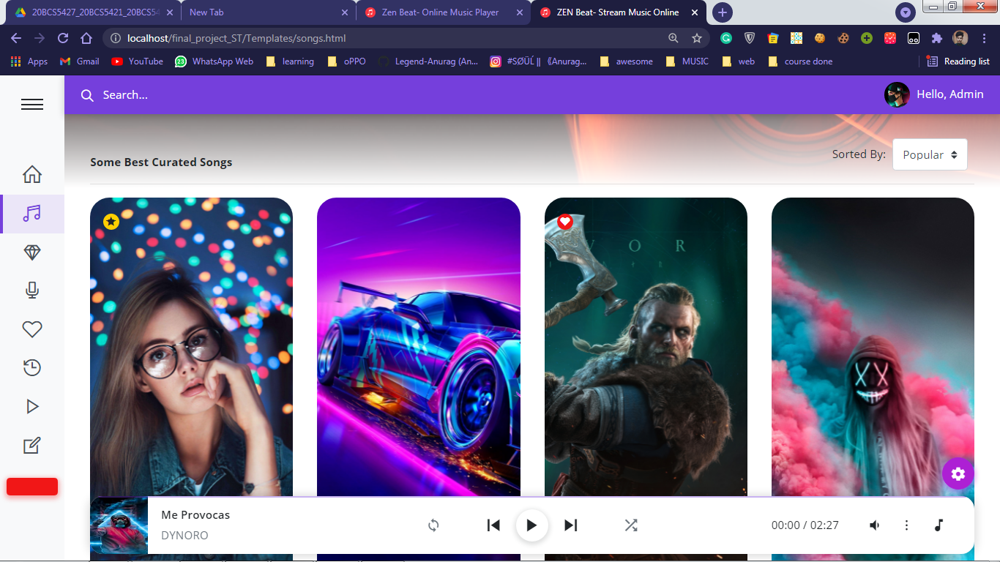 20BCS5427_20BCS5421_20BCS54
New Tab
Zen Beat- Online Music Player
ZEN Beat- Stream Music Online
localhost/final_project_ST/Templates/songs.html
Apps
Gmail
YouTube
23
WhatsApp Web
learning
oPPO
Legend-Anurag (An...
#SØÜĹ || 《Anurag...
awesome
MUSIC
web
course done
Reading list
Search...
Hello, Admin
Some Best Curated Songs
Sorted By:
Popular
V O R
Me Provocas
DYNORO
00:00 / 02:27